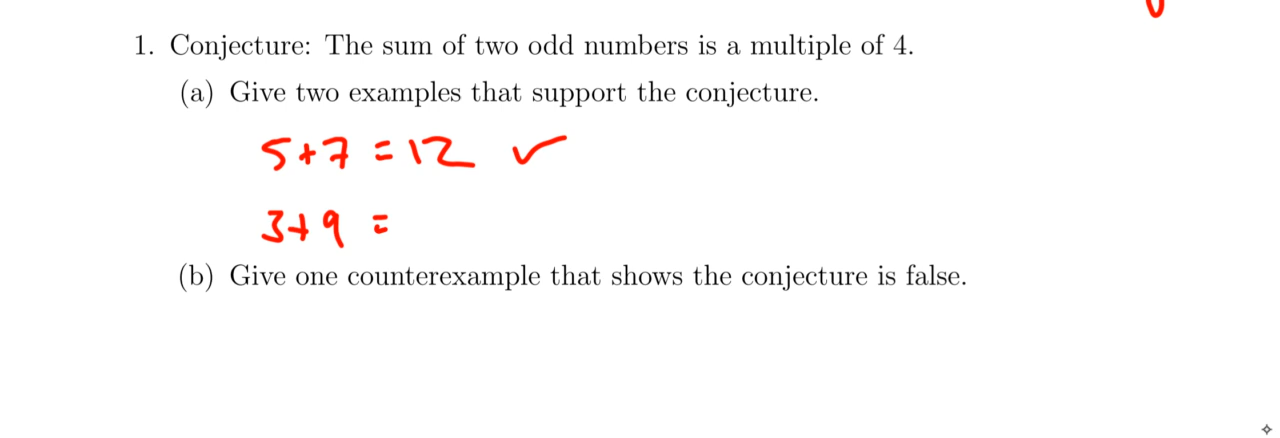 1. Conjecture: The sum of two odd numbers is a multiple of 4.
(a) Give two examples that support the conjecture.
5+7 = 12 ✓
3+9 =
(b) Give one counterexample that shows the conjecture is false.